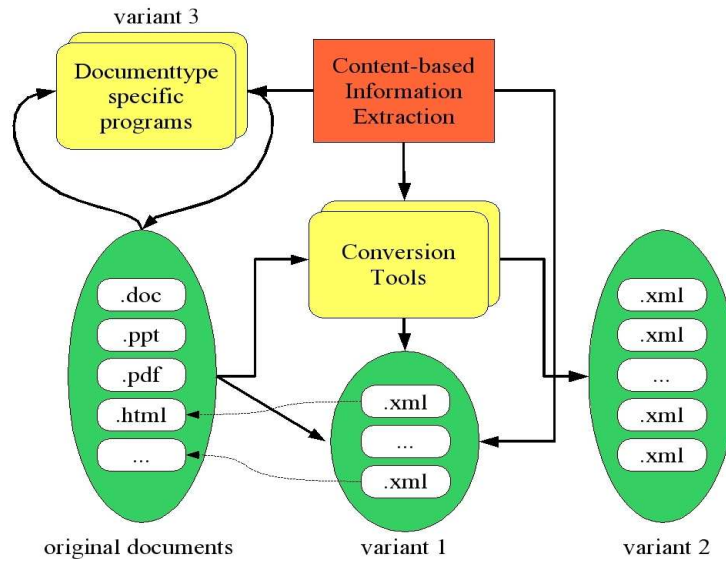 variant 3
Documenttype
specific
programs
Content-based
Information
Extraction
Conversion
Tools
.doc
.ppt
.pdf
.html
...
.xml
...
.xml
.xml
.xml
...
.xml
.xml
original documents
variant 1
variant 2